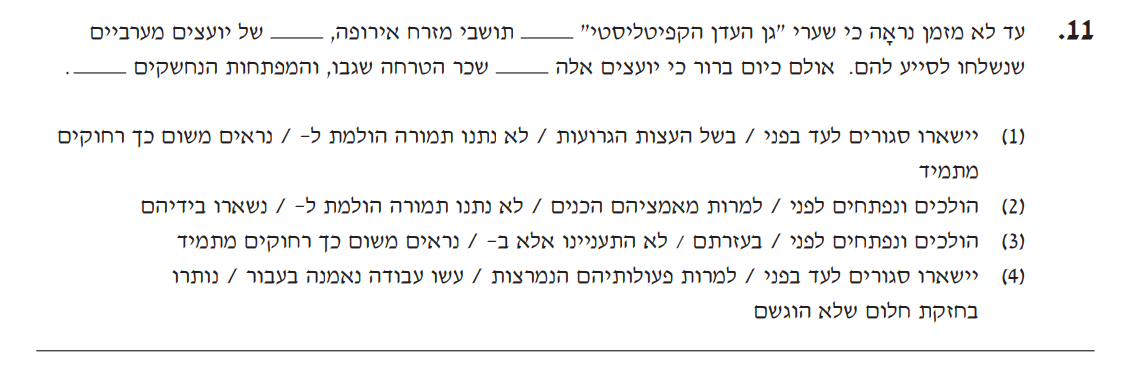 11. עד לא מזמן נראָה כי שערי "גן העדן הקפיטליסטי" _____ תושבי מזרח אירופה, _____ של יועצים מערביים
שנשלחו לסייע להם. אולם כיום ברור כי יועצים אלה _____ שכר הטרחה שגבו, והמפתחות הנחשקים _____.
(1) יישארו סגורים לעד בפני / בשל העצות הגרועות / לא נתנו תמורה הולמת ל- / נראים משום כך רחוקים
מתמיד
(2) הולכים ונפתחים לפני / למרות מאמציהם הכנים / לא נתנו תמורה הולמת ל- / נשארו בידיהם
(3) הולכים ונפתחים לפני / בעזרתם / לא התעניינו אלא ב- / נראים משום כך רחוקים מתמיד
(4) יישארו סגורים לעד בפני / למרות פעולותיהם הנמרצות / עשו עבודה נאמנה בעבור / נותרו
בחזקת חלום שלא הוגשם